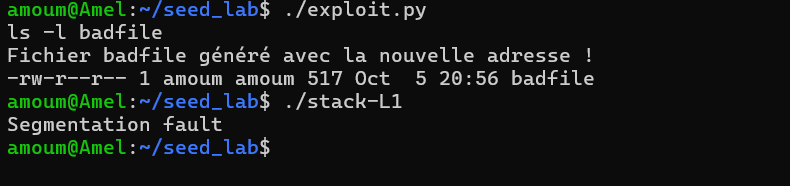 amoum@Amel:~/seed_lab$ ./exploit.py
ls -l badfile
Fichier badfile généré avec la nouvelle adresse !
-rw-r--r-- 1 amoum amoum 517 Oct  5 20:56 badfile
amoum@Amel:~/seed_lab$ ./stack-L1
Segmentation fault
amoum@Amel:~/seed_lab$